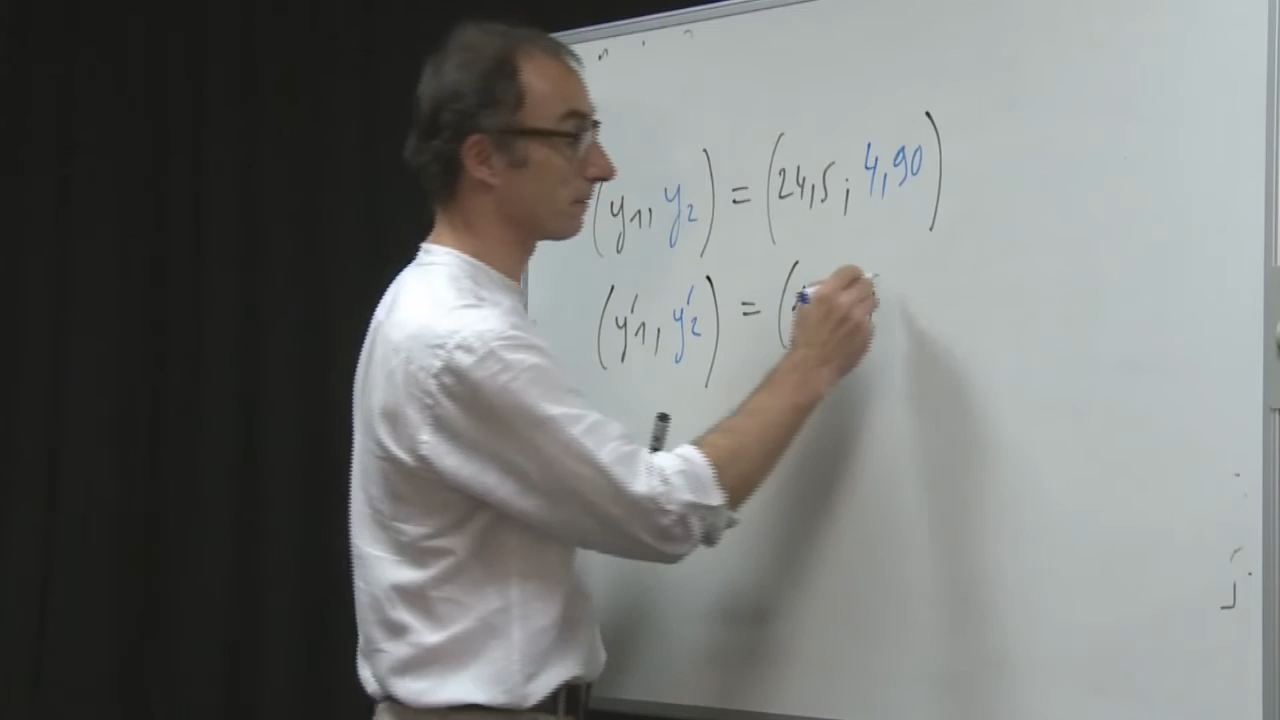 (y1, y2) = (24,5 ; 4,90)
(y'1, y'2) = (